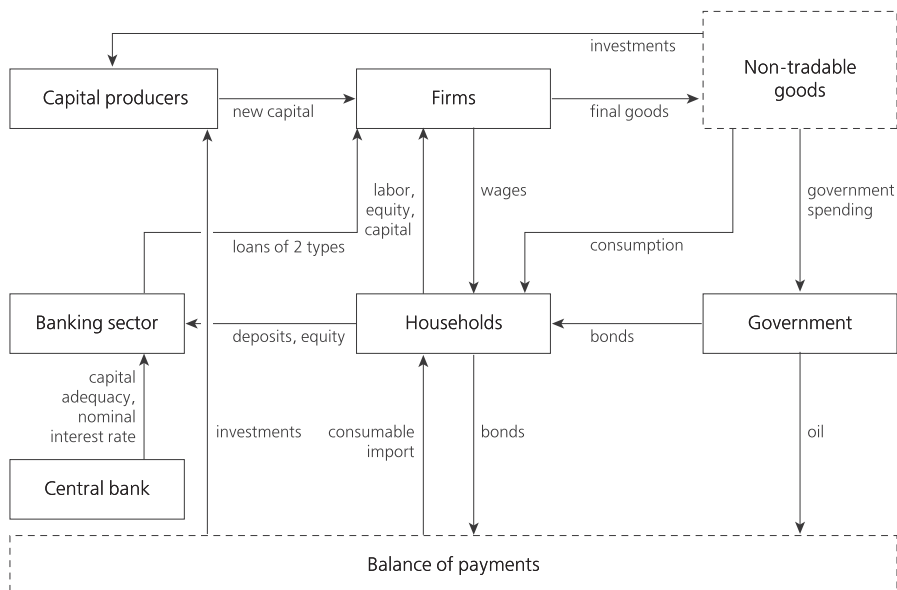 investments
Non-tradable
goods
Capital producers
Firms
new capital
final goods
labor,
equity,
capital
wages
government
spending
loans of 2 types
consumption
Banking sector
Households
Government
deposits, equity
bonds
capital
adequacy,
nominal
interest rate
investments
consumable
import
bonds
oil
Central bank
Balance of payments